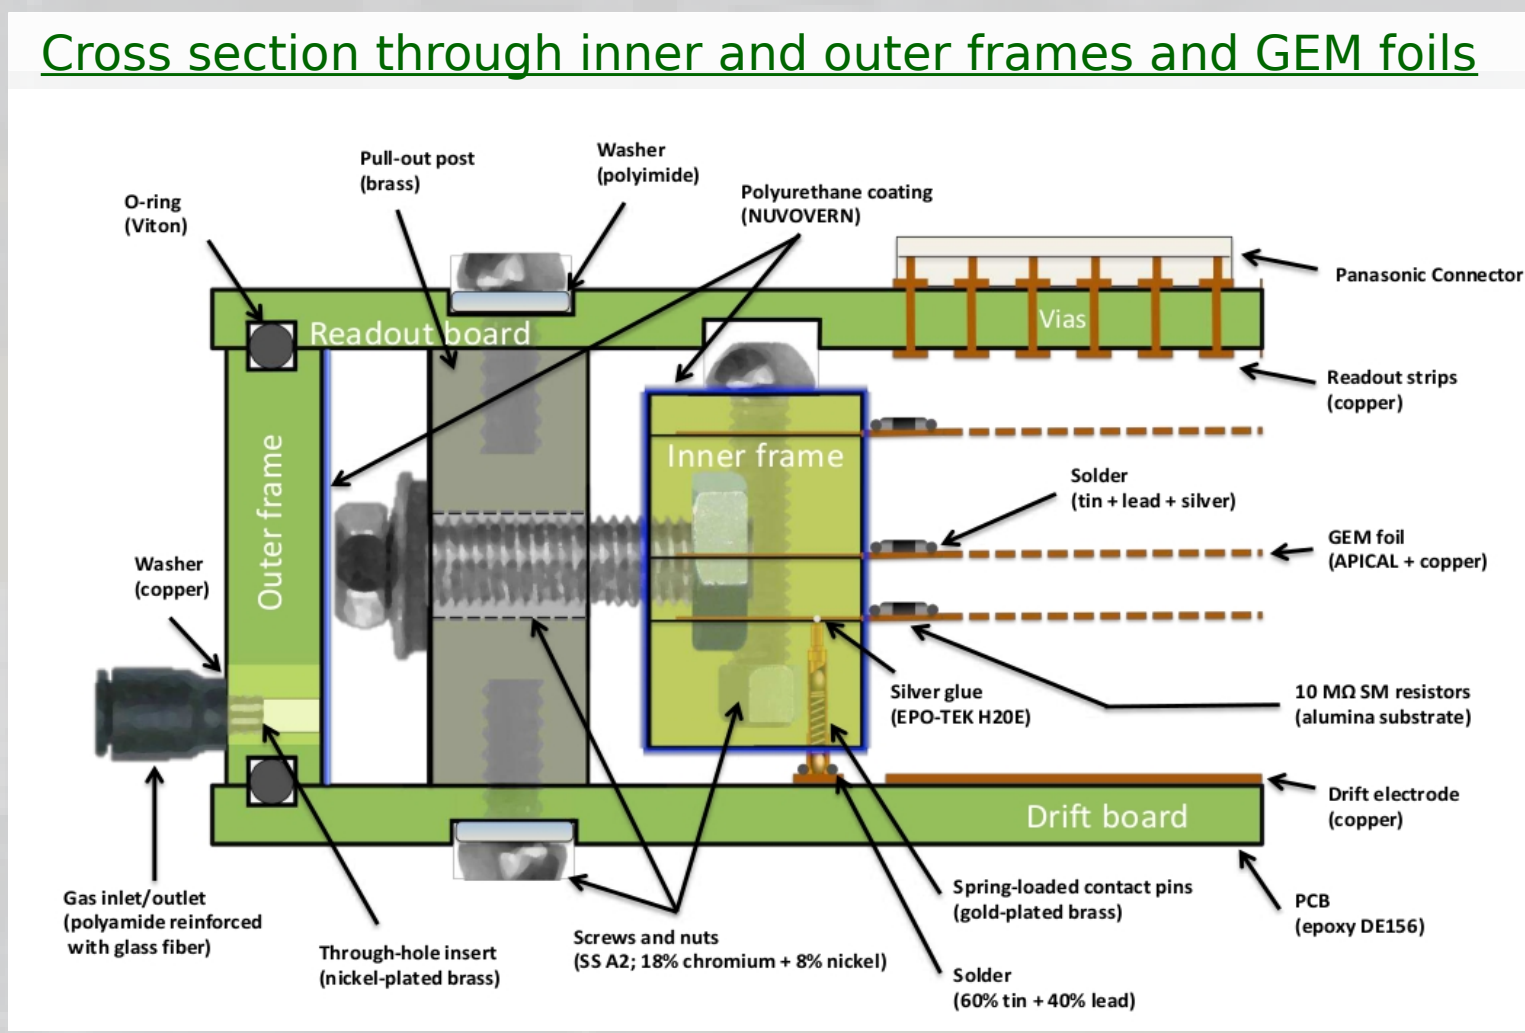 Cross section through inner and outer frames and GEM foils
Pull-out post
(brass)
Washer
(polyimide)
Polyurethane coating
(NUVOVERN)
O-ring
(Viton)
Panasonic Connector
Readout board
Vias
Readout strips
(copper)
Inner frame
Outer frame
Solder
(tin + lead + silver)
GEM foil
(APICAL + copper)
Washer
(copper)
Silver glue
(EPO-TEK H20E)
10 MΩ SM resistors
(alumina substrate)
Drift electrode
(copper)
Drift board
Gas inlet/outlet
(polyamide reinforced
with glass fiber)
Through-hole insert
(nickel-plated brass)
Screws and nuts
(SS A2; 18% chromium + 8% nickel)
Spring-loaded contact pins
(gold-plated brass)
PCB
(epoxy DE156)
Solder
(60% tin + 40% lead)